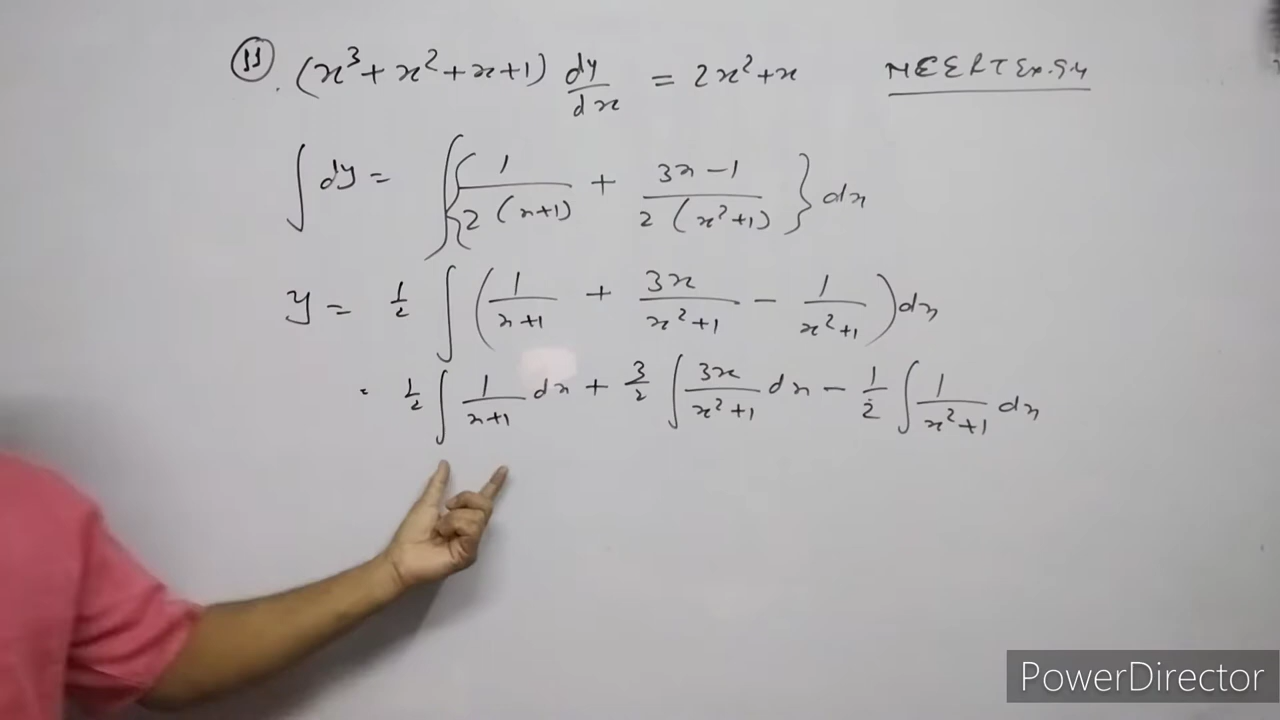 11. (x³+x²+x+1) dy/dx = 2x²+x NCERT Ex.9.4
∫ dy = ∫{ 1/2(x+1) + 3x-1/2(x²+1) } dx
y = 1/2 ∫( 1/x+1 + 3x/x²+1 - 1/x²+1 )dx
= 1/2 ∫ 1/x+1 dx + 3/2 ∫ 3x/x²+1 dx - 1/2 ∫ 1/x²+1 dx
PowerDirector